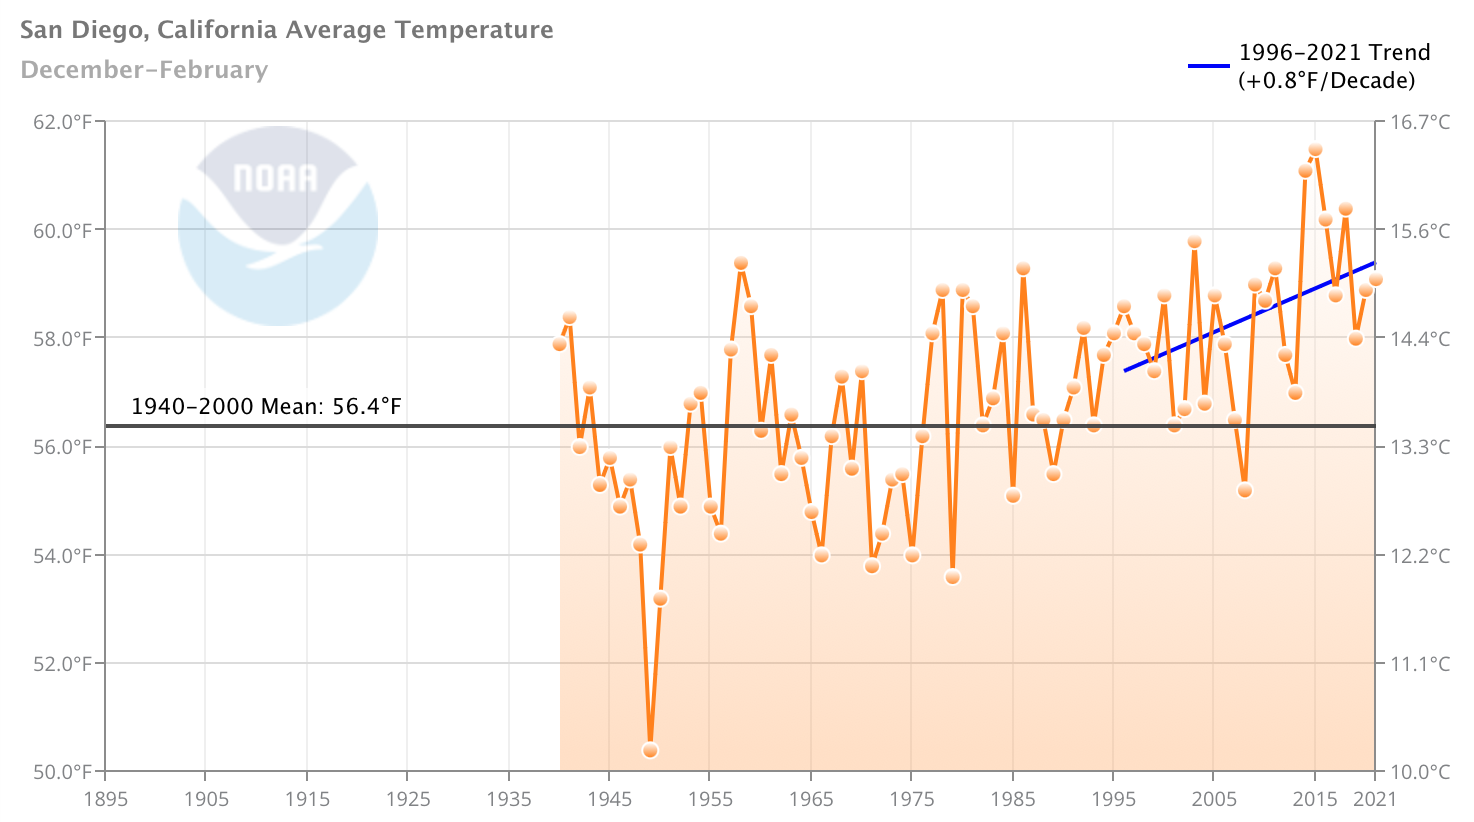 San Diego, California Average Temperature
December–February
1996–2021 Trend
(+0.8°F/Decade)
62.0°F 16.7°C
NOAA
60.0°F 15.6°C
58.0°F 14.4°C
1940–2000 Mean: 56.4°F
56.0°F 13.3°C
54.0°F 12.2°C
52.0°F 11.1°C
50.0°F 10.0°C
1895 1905 1915 1925 1935 1945 1955 1965 1975 1985 1995 2005 2015 2021